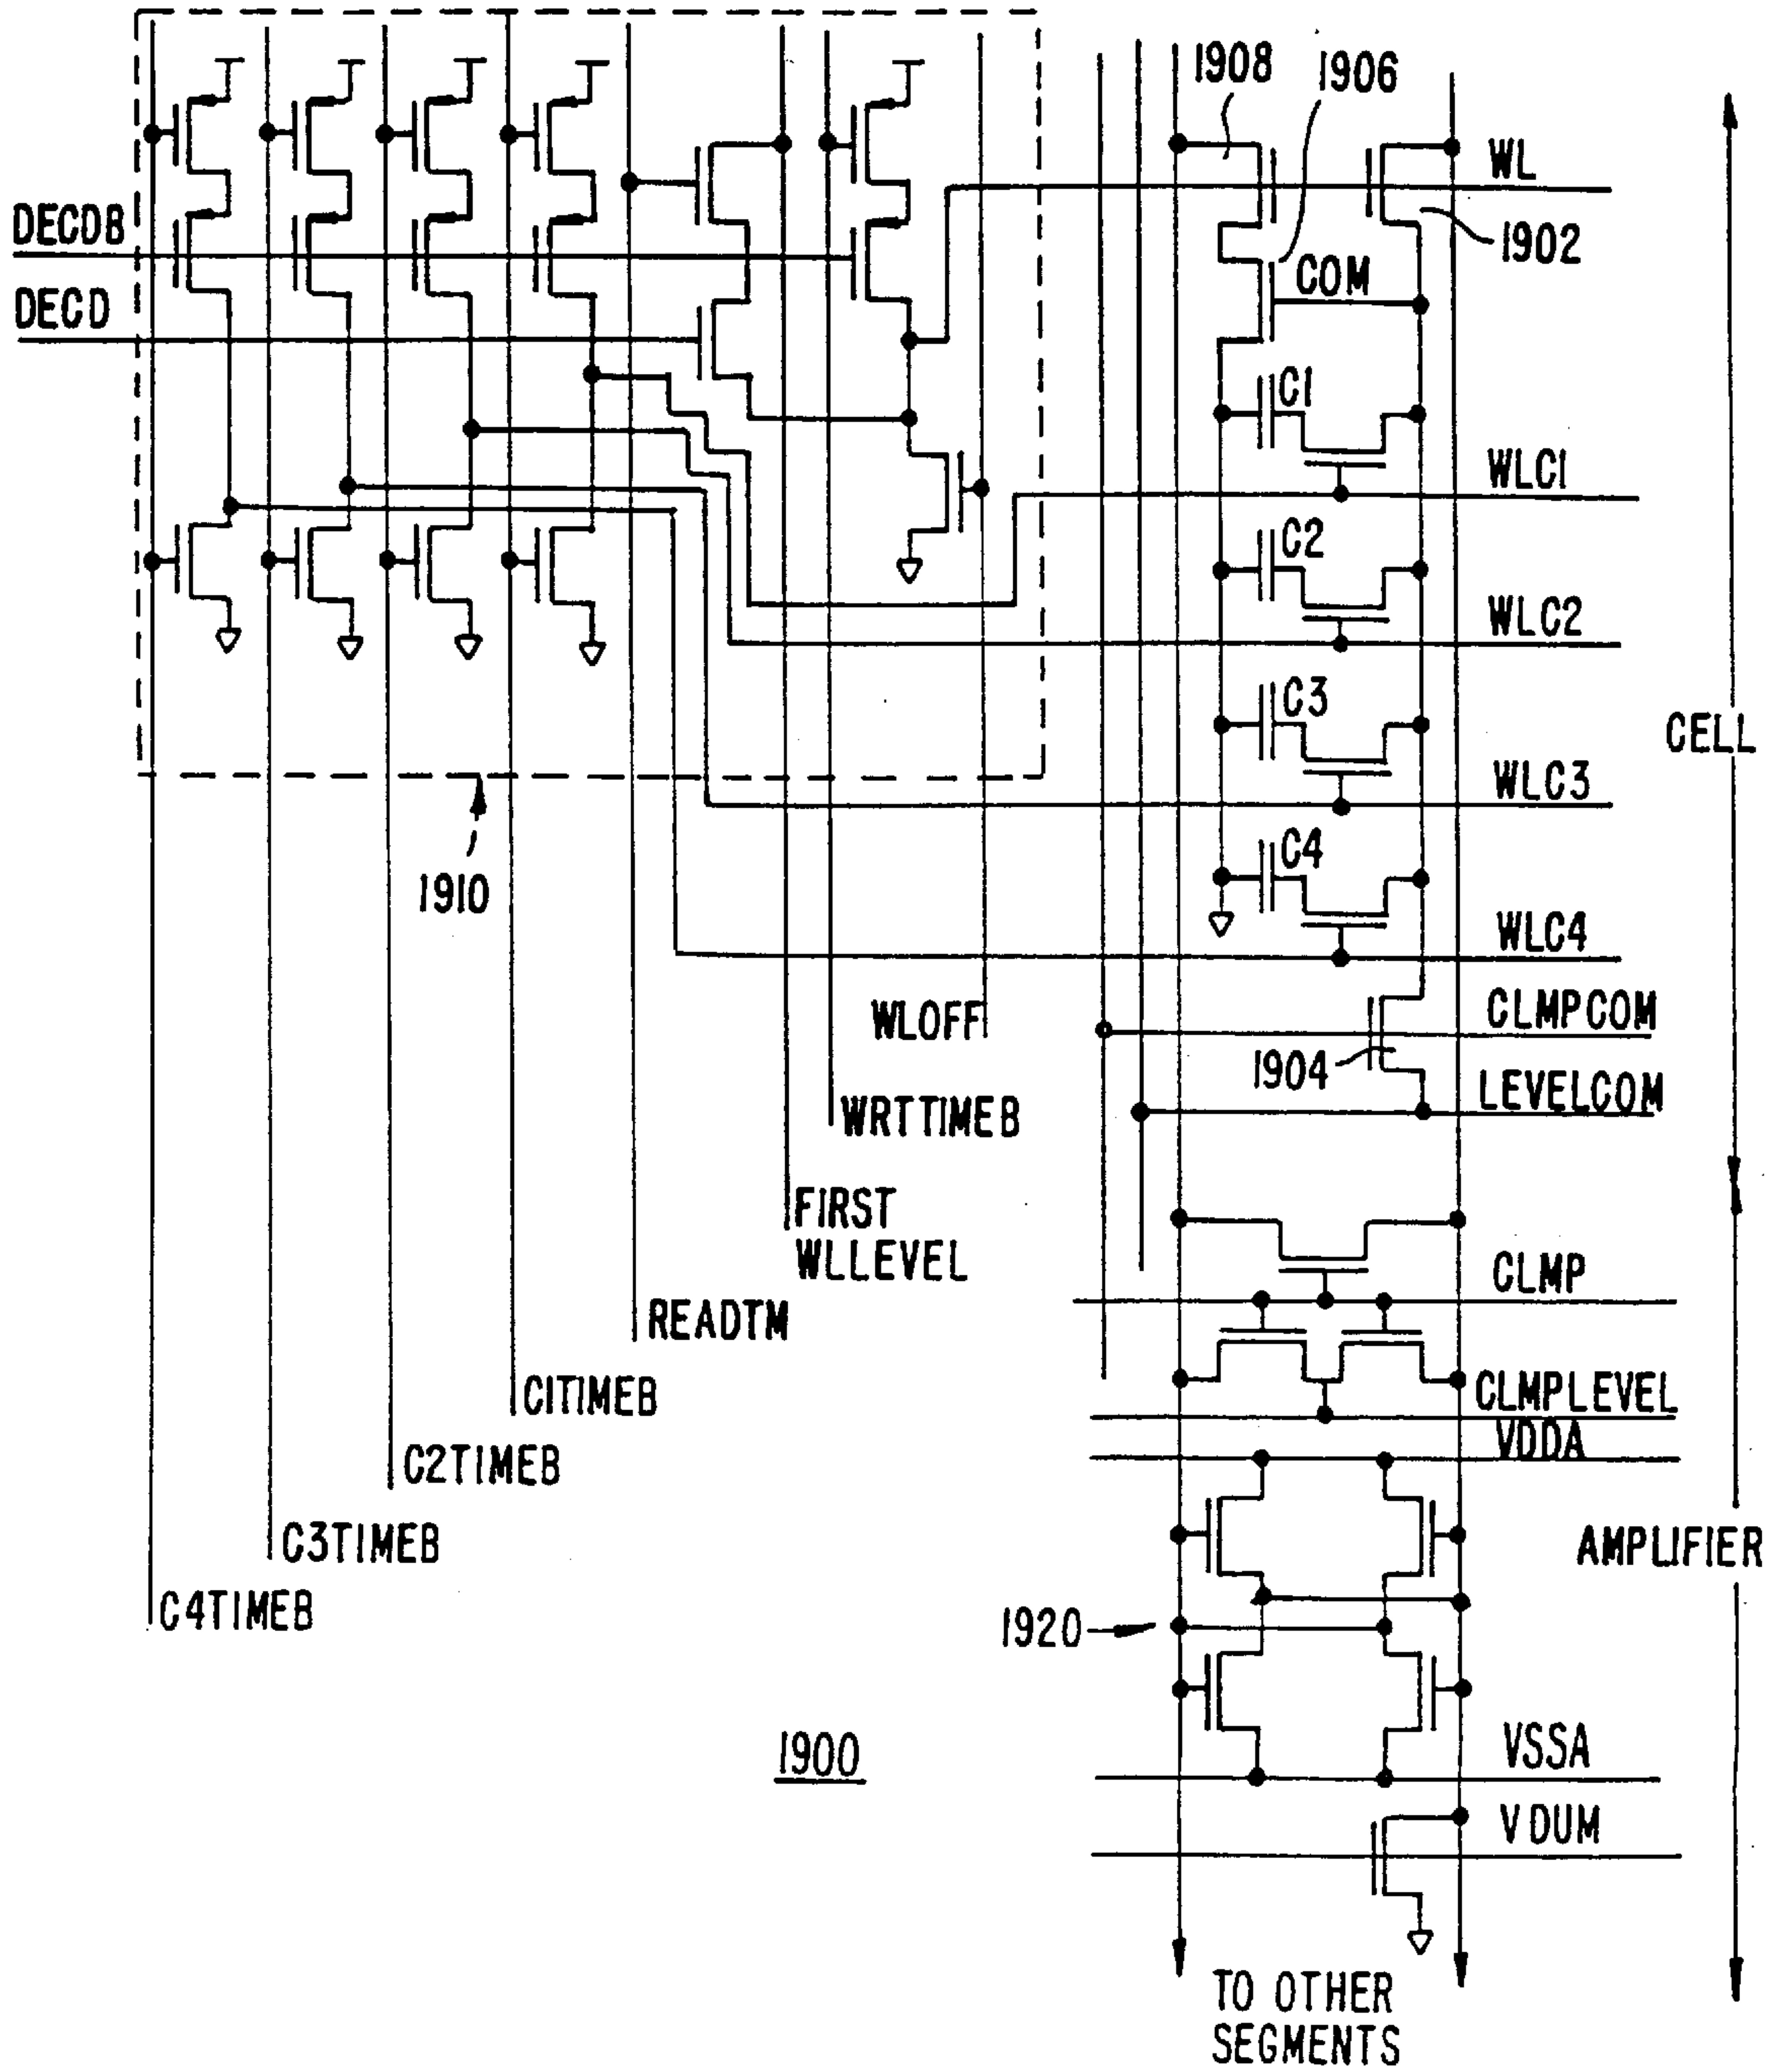 1908
1906
WL
DECDB
1902
COM
DECD
C1
WLC1
C2
WLC2
C3
CELL
WLC3
C4
1910
WLC4
WLOFF
CLMPCOM
1904
LEVELCOM
WRTTIMEB
FIRST
WLLEVEL
CLMP
READTM
C1TIMEB
CLMPLEVEL
VDDA
C2TIMEB
C3TIMEB
AMPLIFIER
C4TIMEB
1920
1900
VSSA
VDUM
TO OTHER
SEGMENTS